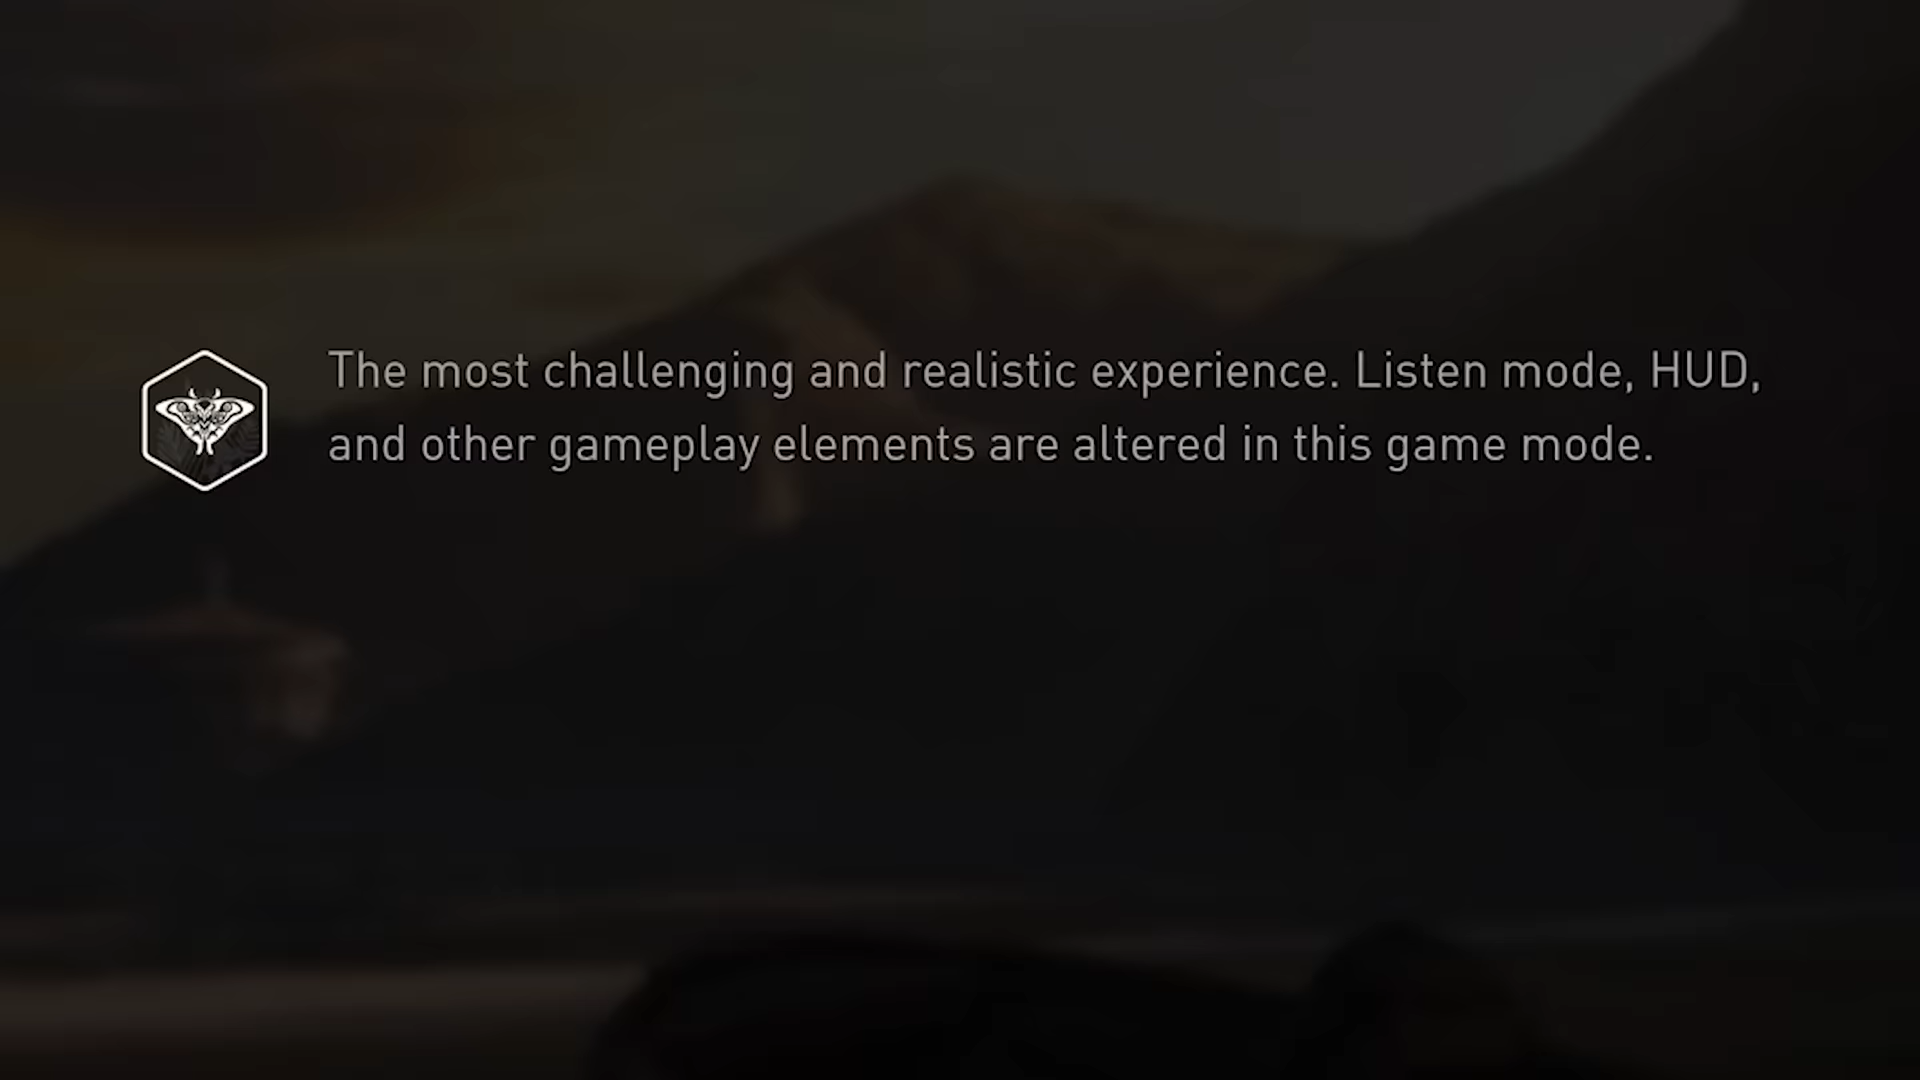 The most challenging and realistic experience. Listen mode, HUD,
and other gameplay elements are altered in this game mode.